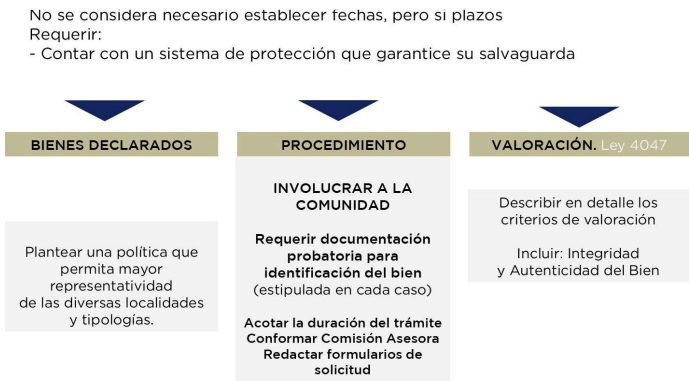 No se considera necesario establecer fechas, pero si plazos
Requerir:
- Contar con un sistema de protección que garantice su salvaguarda
BIENES DECLARADOS
Plantear una política que
permita mayor
representatividad
de las diversas localidades
y tipologías.
PROCEDIMIENTO
INVOLUCRAR A LA
COMUNIDAD
Requerir documentación
probatoria para
identificación del bien
(estipulada en cada caso)
Acotar la duración del trámite
Conformar Comisión Asesora
Redactar formularios de
solicitud
VALORACIÓN. Ley 4047
Describir en detalle los
criterios de valoración
Incluir: Integridad
y Autenticidad del Bien